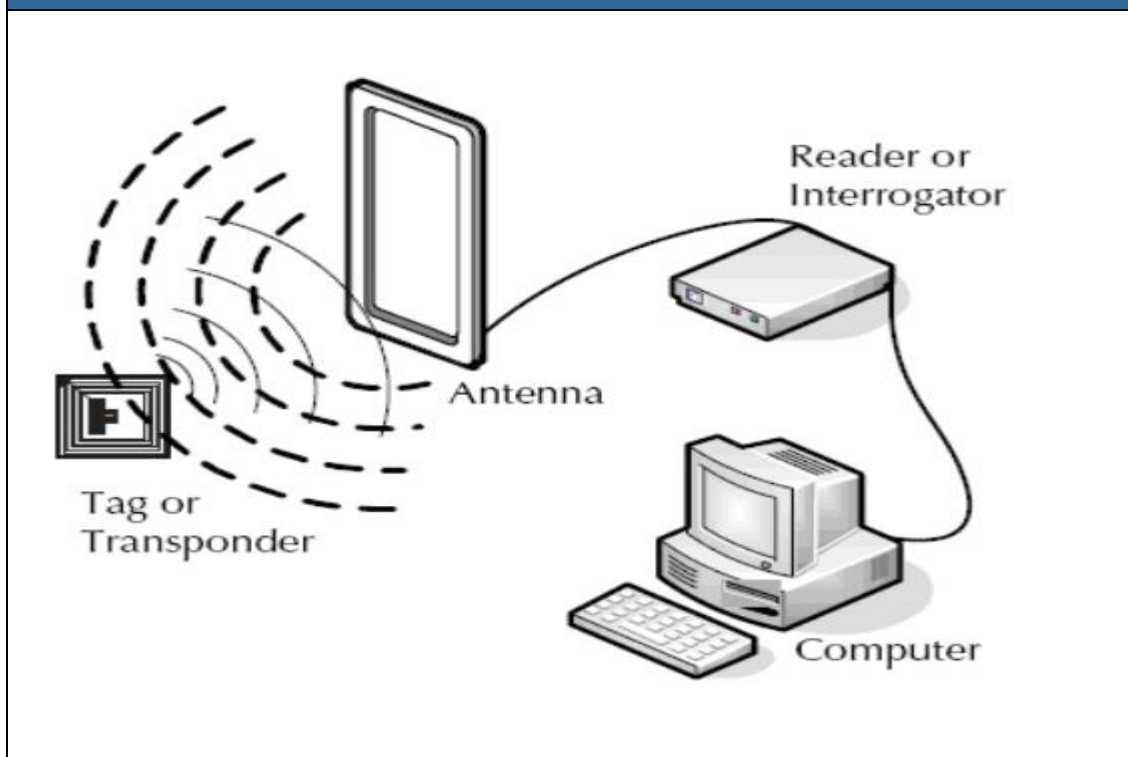 Reader or
Interrogator
Antenna
Tag or
Transponder
Computer